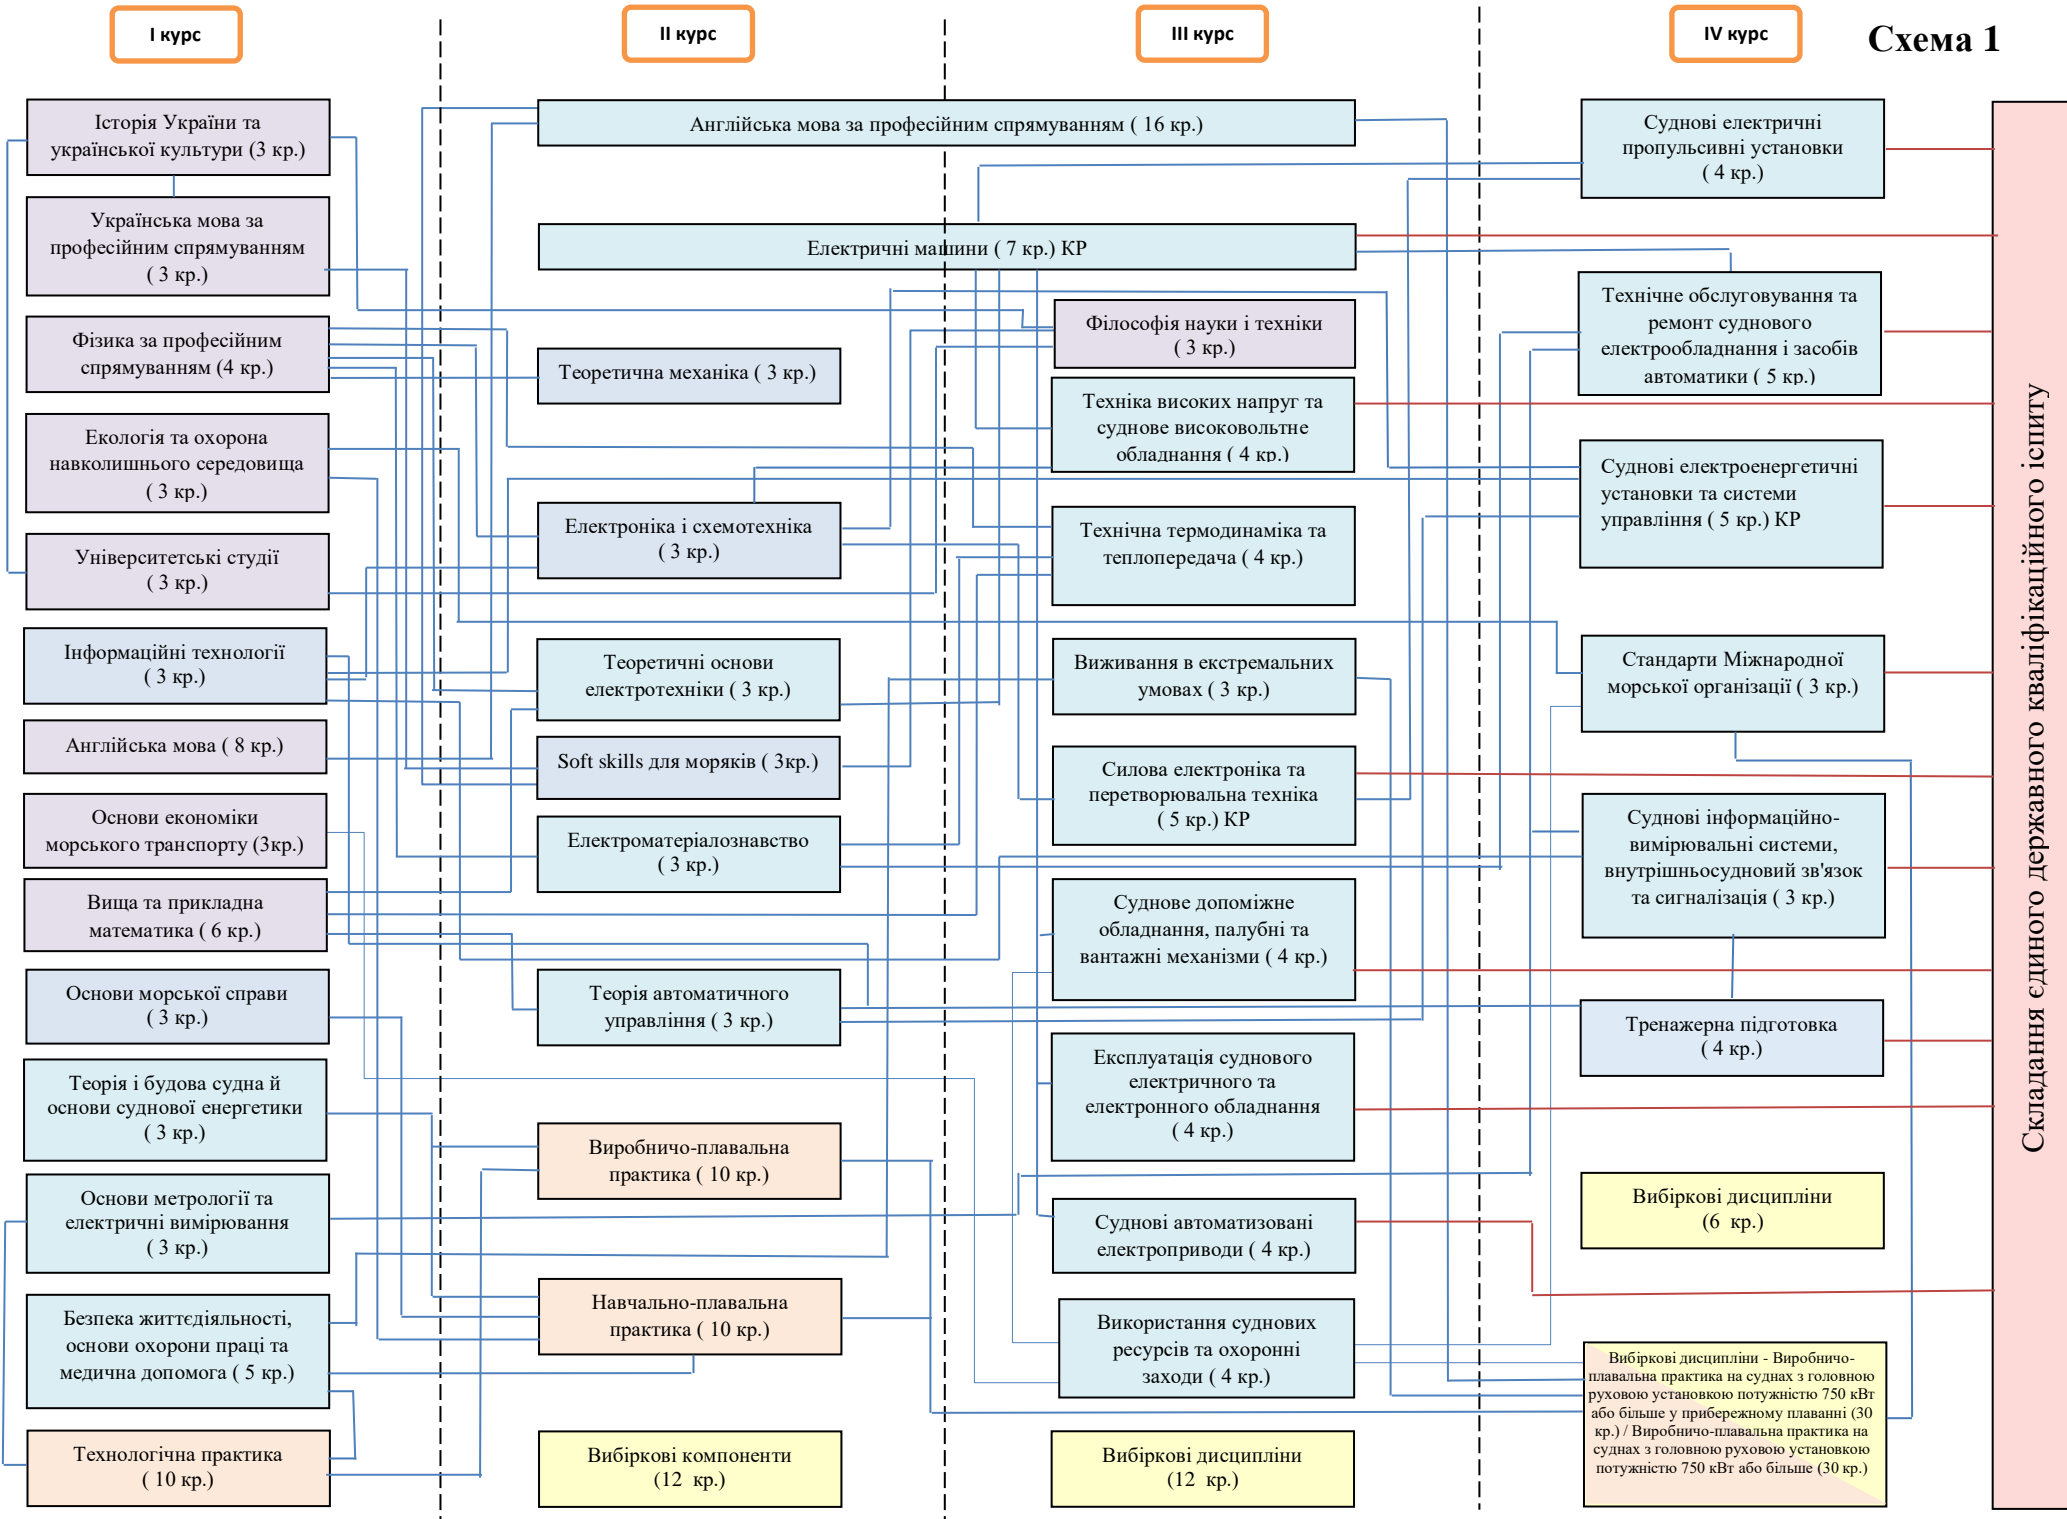 I курс
II курс
III курс
IV курс
Схема 1
Історія України та
української культури (3 кр.)
Українська мова за
професійним спрямуванням
( 3 кр.)
Фізика за професійним
спрямуванням (4 кр.)
Екологія та охорона
навколишнього середовища
( 3 кр.)
Університетські студії
( 3 кр.)
Інформаційні технології
( 3 кр.)
Англійська мова ( 8 кр.)
Основи економіки
морського транспорту (3кр.)
Вища та прикладна
математика ( 6 кр.)
Основи морської справи
( 3 кр.)
Теорія і будова судна й
основи суднової енергетики
( 3 кр.)
Основи метрології та
електричні вимірювання
( 3 кр.)
Безпека життєдіяльності,
основи охорони праці та
медична допомога ( 5 кр.)
Технологічна практика
( 10 кр.)
Англійська мова за професійним спрямуванням ( 16 кр.)
Електричні машини ( 7 кр.) КР
Теоретична механіка ( 3 кр.)
Електроніка і схемотехніка
( 3 кр.)
Теоретичні основи
електротехніки ( 3 кр.)
Soft skills для моряків ( 3кр.)
Електроматеріалознавство
( 3 кр.)
Теорія автоматичного
управління ( 3 кр.)
Виробничо-плавальна
практика ( 10 кр.)
Навчально-плавальна
практика ( 10 кр.)
Вибіркові компоненти
(12 кр.)
Філософія науки і техніки
( 3 кр.)
Техніка високих напруг та
суднове високовольтне
обладнання ( 4 кр.)
Технічна термодинаміка та
теплопередача ( 4 кр.)
Виживання в екстремальних
умовах ( 3 кр.)
Силова електроніка та
перетворювальна техніка
( 5 кр.) КР
Суднове допоміжне
обладнання, палубні та
вантажні механізми ( 4 кр.)
Експлуатація суднового
електричного та
електронного обладнання
( 4 кр.)
Суднові автоматизовані
електроприводи ( 4 кр.)
Використання суднових
ресурсів та охоронні
заходи ( 4 кр.)
Вибіркові дисципліни
(12 кр.)
Суднові електричні
пропульсивні установки
( 4 кр.)
Технічне обслуговування та
ремонт суднового
електрообладнання і засобів
автоматики ( 5 кр.)
Суднові електроенергетичні
установки та системи
управління ( 5 кр.) КР
Стандарти Міжнародної
морської організації ( 3 кр.)
Суднові інформаційно-
вимірювальні системи,
внутрішньосудновий зв'язок
та сигналізація ( 3 кр.)
Тренажерна підготовка
( 4 кр.)
Вибіркові дисципліни
(6 кр.)
Вибіркові дисципліни - Виробничо-
плавальна практика на суднах з головною
руховою установкою потужністю 750 кВт
або більше у прибережному плаванні (30
кр.) / Виробничо-плавальна практика на
суднах з головною руховою установкою
потужністю 750 кВт або більше (30 кр.)
Складання єдиного державного кваліфікаційного іспиту